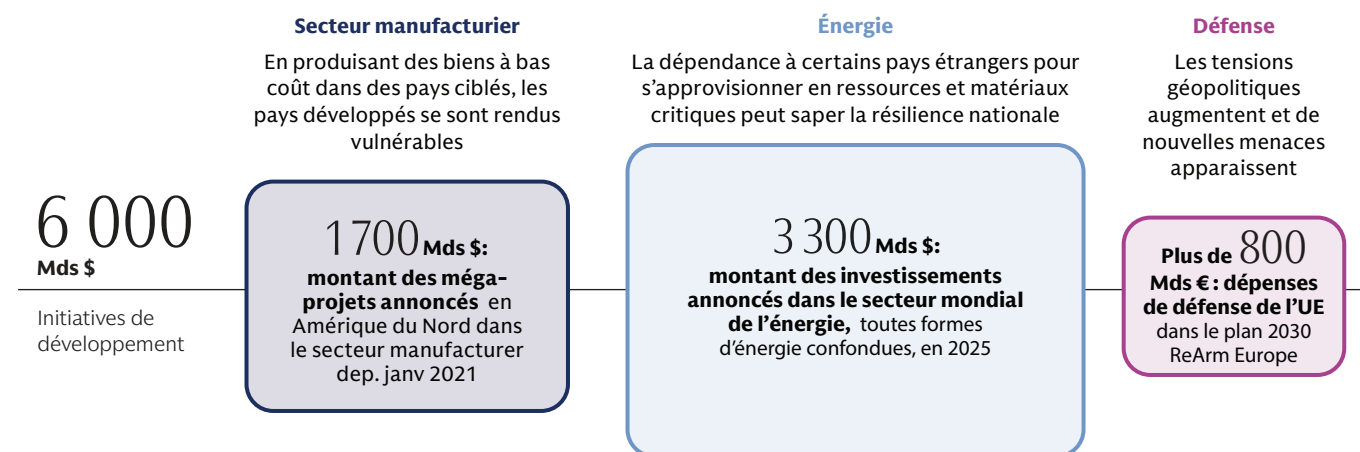 Secteur manufacturier
En produisant des biens à bas
coût dans des pays ciblés, les
pays développés se sont rendus
vulnérables
Énergie
La dépendance à certains pays étrangers pour
s’approvisionner en ressources et matériaux
critiques peut saper la résilience nationale
Défense
Les tensions
géopolitiques
augmentent et de
nouvelles menaces
apparaissent
6 000
Mds $
Initiatives de
développement
1 700 Mds $:
montant des méga-
projets annoncés en
Amérique du Nord dans
le secteur manufacturer
dep. janv 2021
3 300 Mds $:
montant des investissements
annoncés dans le secteur mondial
de l’énergie, toutes formes
d’énergie confondues, en 2025
Plus de 800
Mds € : dépenses
de défense de l’UE
dans le plan 2030
ReArm Europe